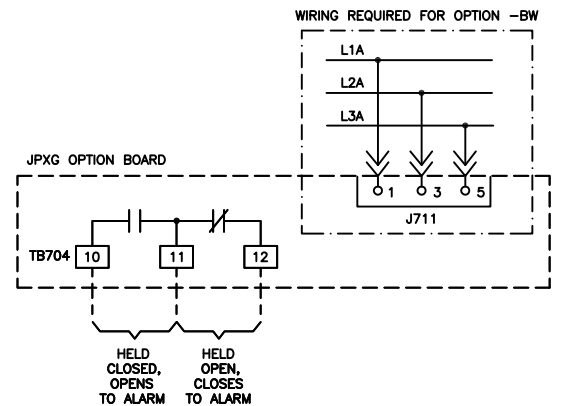 WIRING REQUIRED FOR OPTION -BW
L1A
L2A
L3A
JPXG OPTION BOARD
1 3 5
J711
TB704 10 11 12
HELD CLOSED, OPENS TO ALARM
HELD OPEN, CLOSES TO ALARM